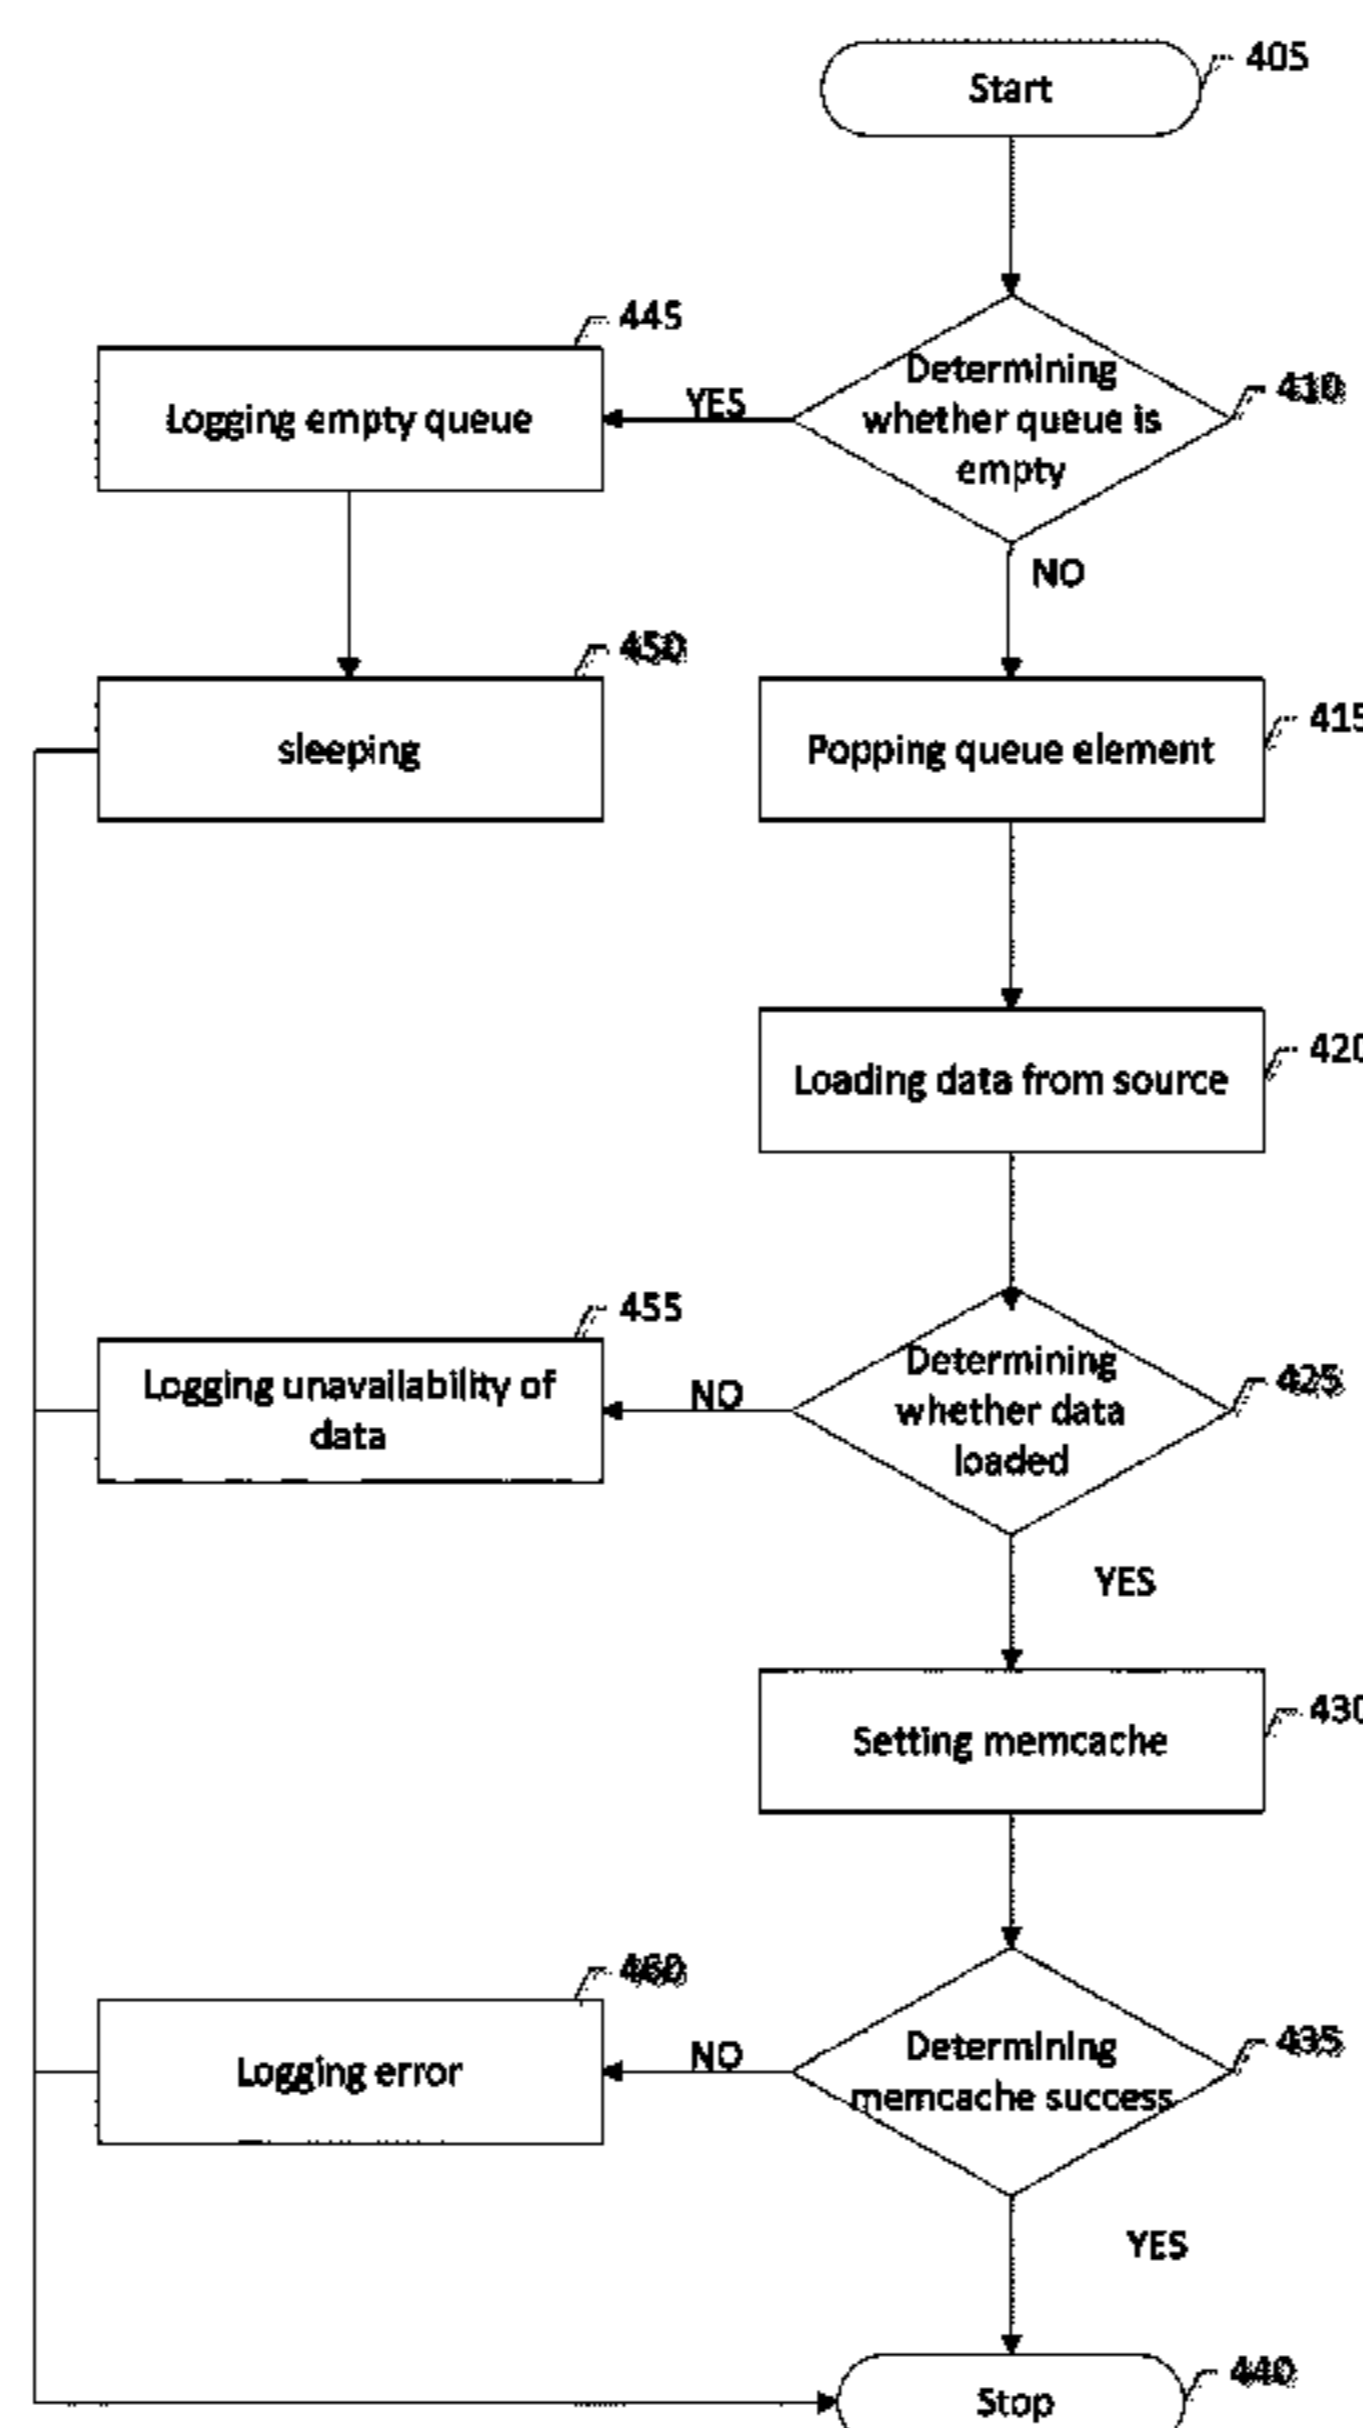 Start
405
445
Logging empty queue
YES
Determining
whether queue is
empty
410
NO
450
sleeping
Popping queue element
415
Loading data from source
420
455
Logging unavailability of
data
NO
Determining
whether data
loaded
425
YES
Setting memcache
430
460
Logging error
NO
Determining
memcache success
435
YES
Stop
440